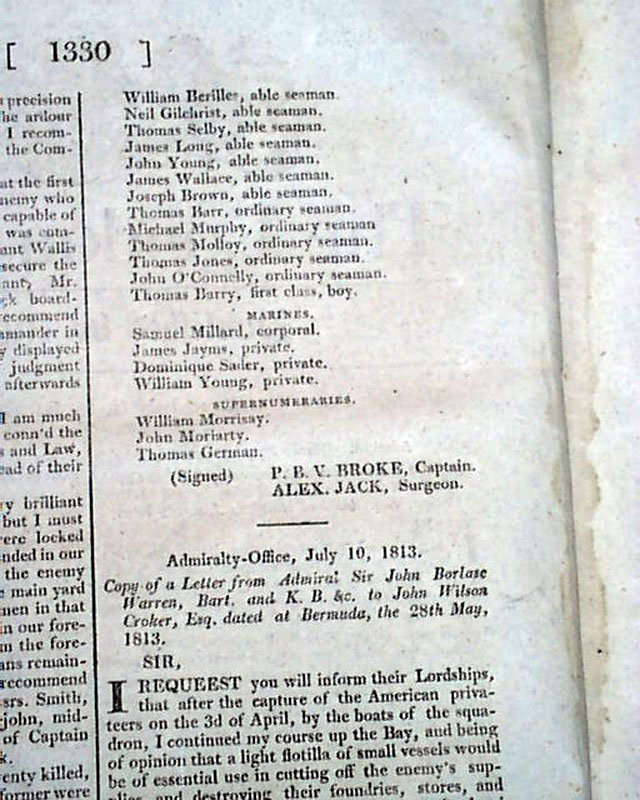 [ 1330 ]
precision
he ardour
I recom-
the Com-
at the first
nemy who
capable of
was com-
ant Wallis
secure the
ant, Mr.
ck board-
recommend
mmander in
y displayed
judgment
afterwards
I am much
conn'd the
s and Law,
ead of their
ry brilliant
but I must
ere locked
nded in our
the enemy
e main yard
men in that
in our fore-
m the fore-
ans remain-
recommend
srs. Smith,
john, mid-
of Captain
k.
venty killed,
former were
William Berilles, able seaman.
Neil Gilchrist, able seaman.
Thomas Selby, able seaman.
James Long, able seaman.
John Young, able seaman.
James Wallace, able seaman.
Joseph Brown, able seaman.
Thomas Barr, ordinary seaman.
Michael Murphy, ordinary seaman
Thomas Molloy, ordinary seaman.
Thomas Jones, ordinary seaman.
John O'Connelly, ordinary seaman.
Thomas Barry, first class, boy.
MARINES.
Samuel Millard, corporal.
James Jayms, private.
Dominique Sader, private.
William Young, private.
SUPERNUMERARIES.
William Morrisay.
John Moriarty.
Thomas German.
(Signed) P. B. V. BROKE, Captain.
ALEX. JACK, Surgeon.
Admiralty-Office, July 10, 1813.
Copy of a Letter from Admiral Sir John Borlase
Warren, Bart. and K. B. &c. to John Wilson
Croker, Esq. dated at Bermuda, the 28th May,
1813.
SIR,
I REQUEEST you will inform their Lordships,
that after the capture of the American priva-
teers on the 3d of April, by the boats of the squa-
dron, I continued my course up the Bay, and being
of opinion that a light flotilla of small vessels would
be of essential use in cutting off the enemy's sup-
plies, and destroying their foundries, stores, and